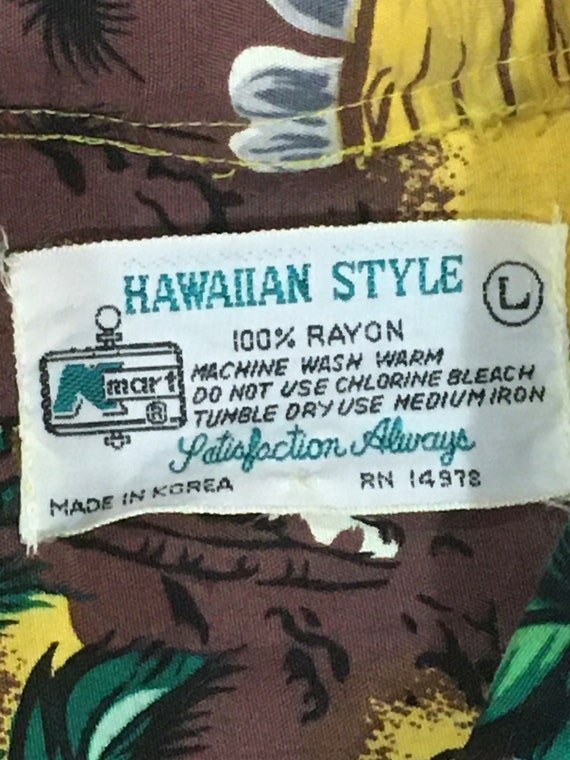 HAWAIIAN STYLE
L
100% RAYON
K mart ®
MACHINE WASH WARM
DO NOT USE CHLORINE BLEACH
TUMBLE DRY USE MEDIUM IRON
Satisfaction Always
MADE IN KOREA
RN 14978